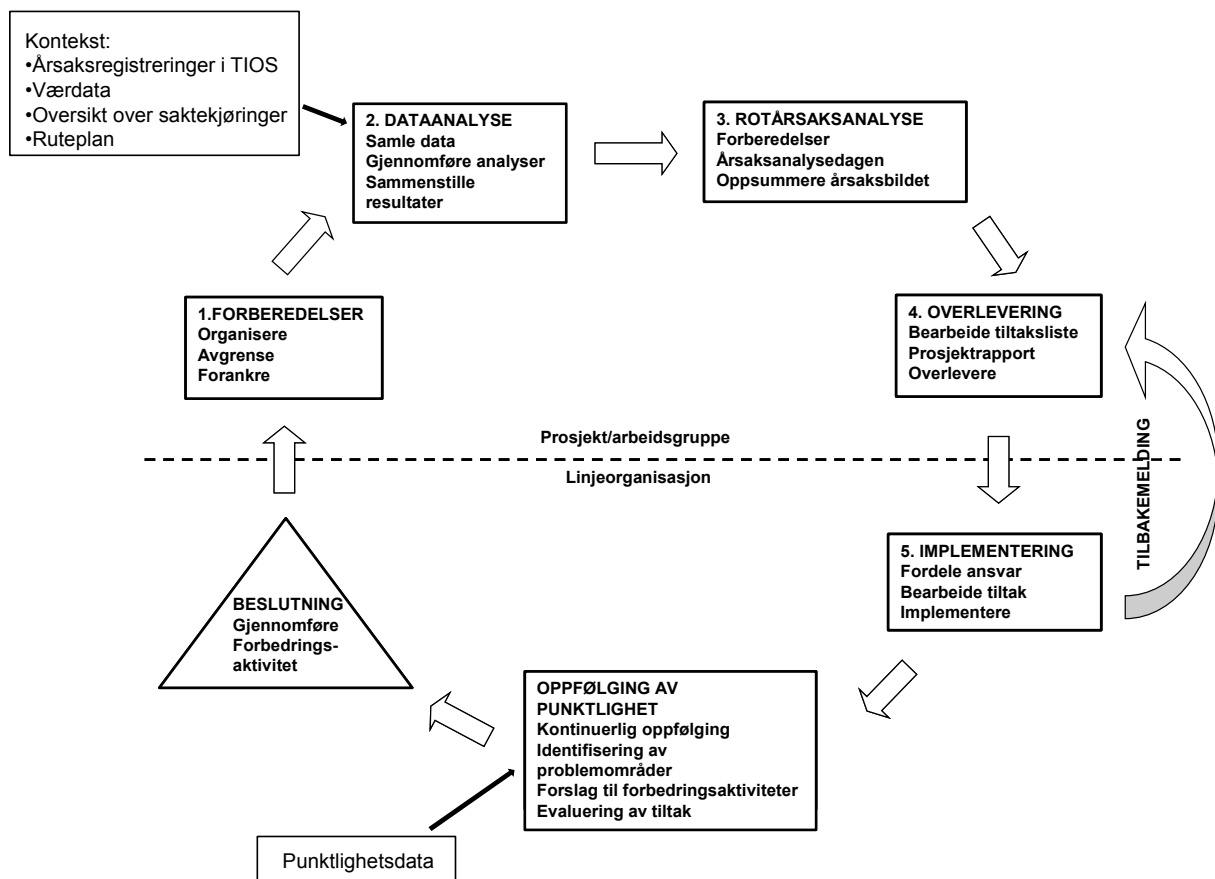 Kontekst:
•Årsaksregistreringer i TIOS
•Værdata
•Oversikt over saktekjøringer
•Ruteplan
2. DATAANALYSE
Samle data
Gjennomføre analyser
Sammenstille
resultater
3. ROTÅRSAKSANALYSE
Forberedelser
Årsaksanalysedagen
Oppsummere årsaksbildet
1.FORBEREDELSER
Organisere
Avgrense
Forankre
4. OVERLEVERING
Bearbeide tiltaksliste
Prosjektrapport
Overlevere
Prosjekt/arbeidsgruppe
Linjeorganisasjon
TILBAKEMELDING
5. IMPLEMENTERING
Fordele ansvar
Bearbeide tiltak
Implementere
BESLUTNING
Gjennomføre
Forbedrings-
aktivitet
OPPFØLGING AV
PUNKTLIGHET
Kontinuerlig oppfølging
Identifisering av
problemområder
Forslag til forbedringsaktiviteter
Evaluering av tiltak
Punktlighetsdata